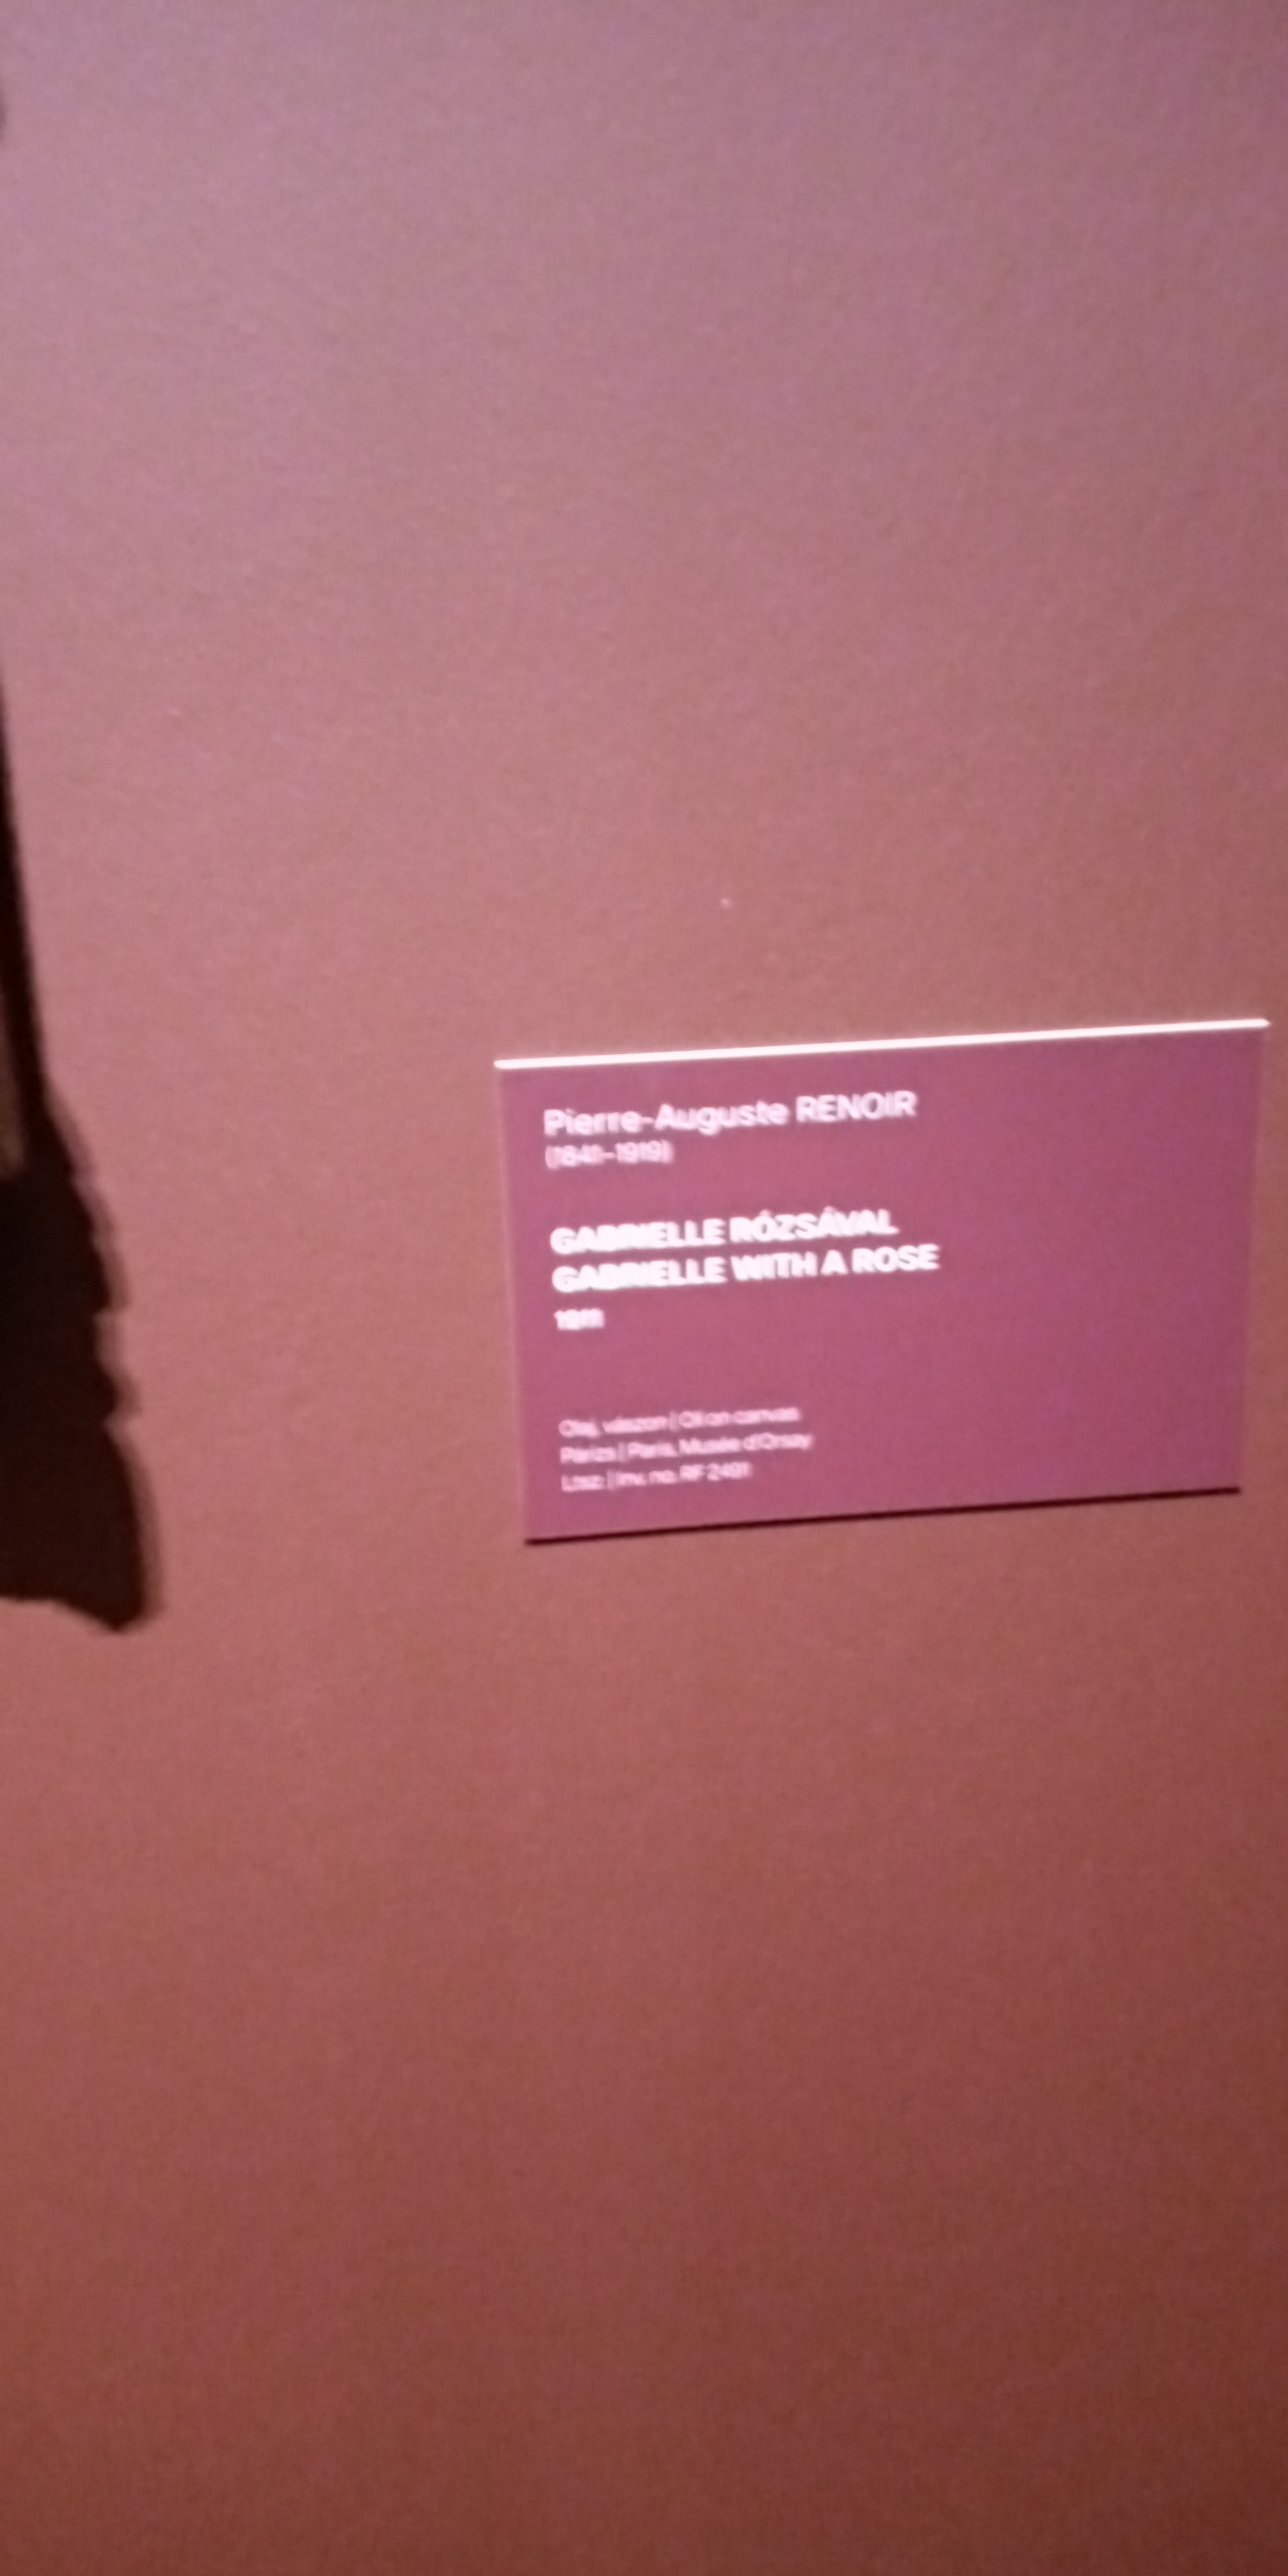 Pierre-Auguste RENOIR
(1841–1919)
GABRIELLE RÓZSÁVAL
GABRIELLE WITH A ROSE
1911
Olaj, vászon | Oil on canvas
Párizs | Paris, Musée d'Orsay
Ltsz. | Inv. no. RF 2491